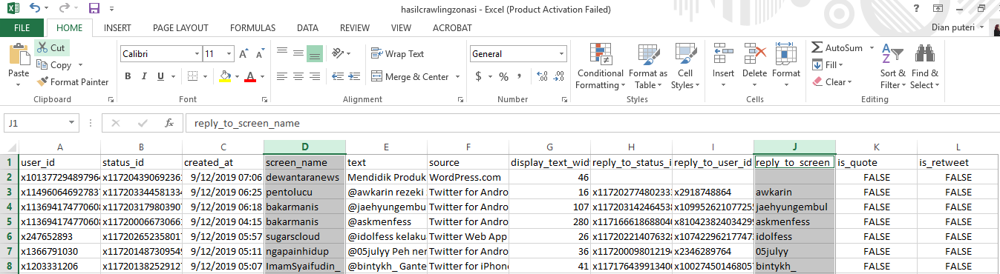 hasilcrawlingzonasi - Excel (Product Activation Failed)
FILE HOME INSERT PAGE LAYOUT FORMULAS DATA REVIEW VIEW ACROBAT Dian puteri
Paste Cut Calibri 11 Wrap Text General Conditional Formatting Format as Table Cell Styles Insert Delete Format AutoSum Sort & Filter Find & Select
Copy Fill
Format Painter B I U Merge & Center $ % , Clear
Clipboard Font Alignment Number Styles Cells Editing
J1 fx reply_to_screen_name
A B C D E F G H I J K L
1 user_id status_id created_at screen_name text source display_text_wid reply_to_status_i reply_to_user_id reply_to_screen is_quote is_retweet
2 x10137729489796 x11720439069236 9/12/2019 07:06 dewantaranews Mendidik Produk WordPress.com 46 FALSE FALSE
3 x11496064692783 x11720334458133 9/12/2019 06:25 pentolucu @awkarin rezeki Twitter for Andro 16 x11720277480233 x2918748864 awkarin FALSE FALSE
4 x11369417477060 x11720317980390 9/12/2019 06:18 bakarmanis @jaehyungembul Twitter for Andro 107 x11720314246453 x10995262107725 jaehyungembul FALSE FALSE
5 x11369417477060 x11720006673066 9/12/2019 04:15 bakarmanis @askmenfess Twitter for Andro 280 x11716661868804 x81042382403429 askmenfess FALSE FALSE
6 x247652893 x11720265235801 9/12/2019 05:57 sugarscloud @idolfess kelaku Twitter Web App 26 x11720221407632 x10742296217747 idolfess FALSE FALSE
7 x1366791030 x11720148730954 9/12/2019 05:11 ngapainhidup @05julyy Peh ner Twitter for Andro 36 x11720009801219 x2346289764 05julyy FALSE FALSE
8 x1203331206 x11720138252912 9/12/2019 05:07 ImamSyaifudin_ @bintykh_ Gante Twitter for iPhone 41 x11717643991340 x10027450146805 bintykh_ FALSE FALSE